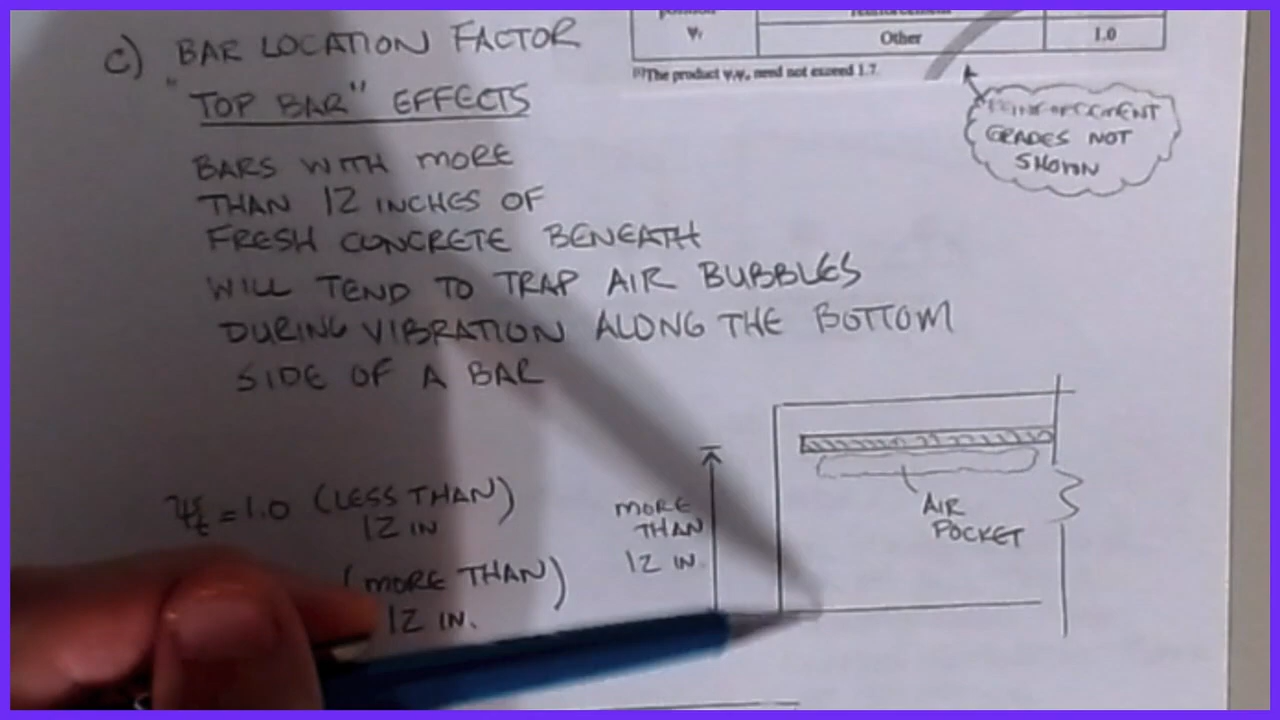 C) BAR LOCATION FACTOR
"TOP BAR" EFFECTS
BARS WITH MORE
THAN 12 INCHES OF
FRESH CONCRETE BENEATH
WILL TEND TO TRAP AIR BUBBLES
DURING VIBRATION ALONG THE BOTTOM
SIDE OF A BAR
Ψt = 1.0 (LESS THAN)
12 IN
(MORE THAN)
12 IN.
MORE
THAN
12 IN.
AIR
POCKET
Other 1.0
The product ψtψe need not exceed 1.7.
REINFORCEMENT
GRADES NOT
SHOWN